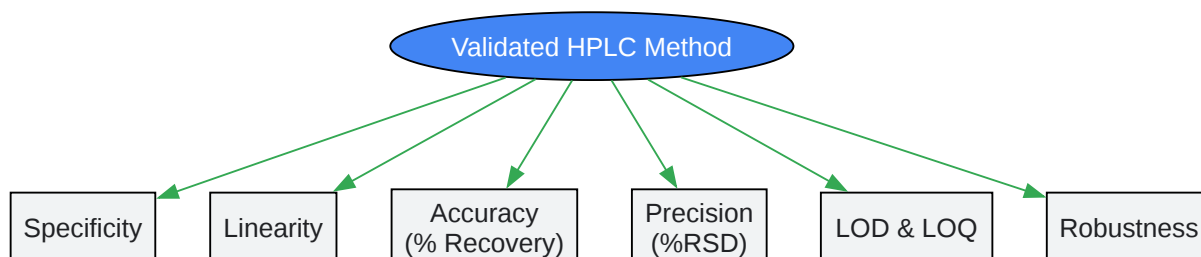 Validated HPLC Method
Specificity
Linearity
Accuracy
(% Recovery)
Precision
(%RSD)
LOD & LOQ
Robustness